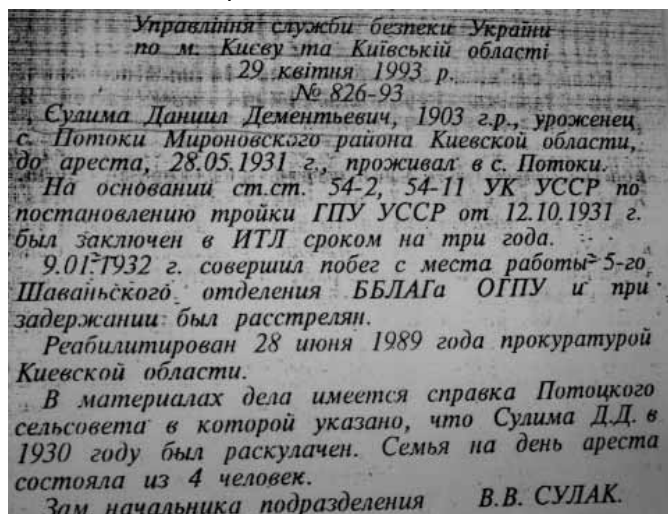 Управління служби безпеки України
по м. Києву та Київській області
29 квітня 1993 р.
№ 826-93
Сулима Даниил Дементьевич, 1903 г.р., уроженец
с. Потоки Мироновского района Киевской области,
до ареста, 28.05.1931 г., проживал в с. Потоки.
На основании ст.ст. 54-2, 54-11 УК УССР по
постановлению тройки ГПУ УССР от 12.10.1931 г.
был заключен в ИТЛ сроком на три года.
9.01.1932 г. совершил побег с места работы 5-го
Шаваньского отделения ББЛАГа ОГПУ и при
задержании был расстрелян.
Реабилитирован 28 июня 1989 года прокуратурой
Киевской области.
В материалах дела имеется справка Потоцкого
сельсовета в которой указано, что Сулима Д.Д. в
1930 году был раскулачен. Семья на день ареста
состояла из 4 человек.
Зам начальника подразделения В.В. СУЛАК.